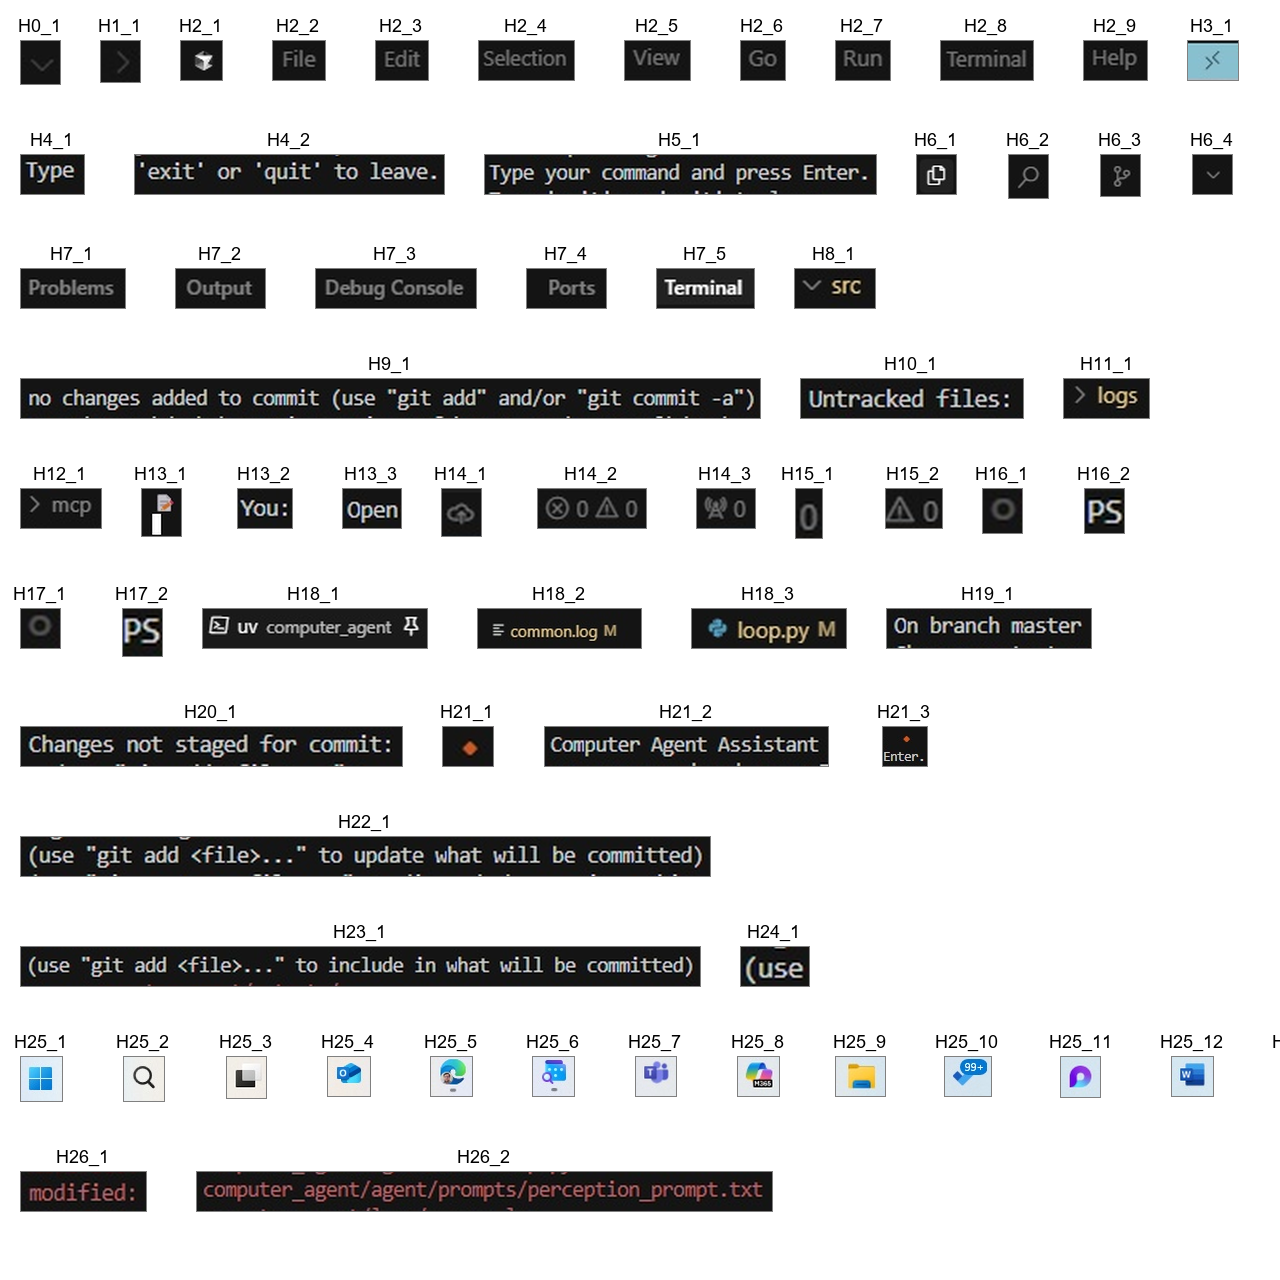 H0_1 H1_1 H2_1 H2_2 H2_3 H2_4 H2_5 H2_6 H2_7 H2_8 H2_9 H3_1
File Edit Selection View Go Run Terminal Help
H4_1 H4_2 H5_1 H6_1 H6_2 H6_3 H6_4
Type 'exit' or 'quit' to leave. Type your command and press Enter.
H7_1 H7_2 H7_3 H7_4 H7_5 H8_1
Problems Output Debug Console Ports Terminal src
H9_1 H10_1 H11_1
no changes added to commit (use "git add" and/or "git commit -a") Untracked files: logs
H12_1 H13_1 H13_2 H13_3 H14_1 H14_2 H14_3 H15_1 H15_2 H16_1 H16_2
mcp You: Open 0 0 0 0 0 PS
H17_1 H17_2 H18_1 H18_2 H18_3 H19_1
PS uv computer_agent common.log M loop.py M On branch master
H20_1 H21_1 H21_2 H21_3
Changes not staged for commit: Computer Agent Assistant Enter.
H22_1
(use "git add <file>..." to update what will be committed)
H23_1 H24_1
(use "git add <file>..." to include in what will be committed) (use
H25_1 H25_2 H25_3 H25_4 H25_5 H25_6 H25_7 H25_8 H25_9 H25_10 H25_11 H25_12 H
M365 99+
H26_1 H26_2
modified: computer_agent/agent/prompts/perception_prompt.txt